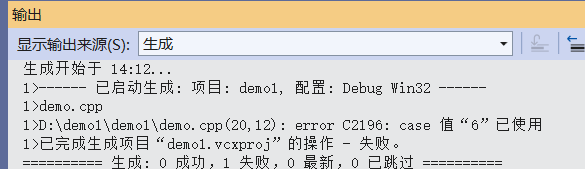 输出
显示输出来源(S): 生成
生成开始于 14:12...
1>------ 已启动生成: 项目: demo1, 配置: Debug Win32 ------
1>demo.cpp
1>D:\demo1\demo1\demo.cpp(20,12): error C2196: case 值“6”已使用
1>已完成生成项目“demo1.vcxproj”的操作 - 失败。
========== 生成: 0 成功，1 失败，0 最新，0 已跳过 ==========